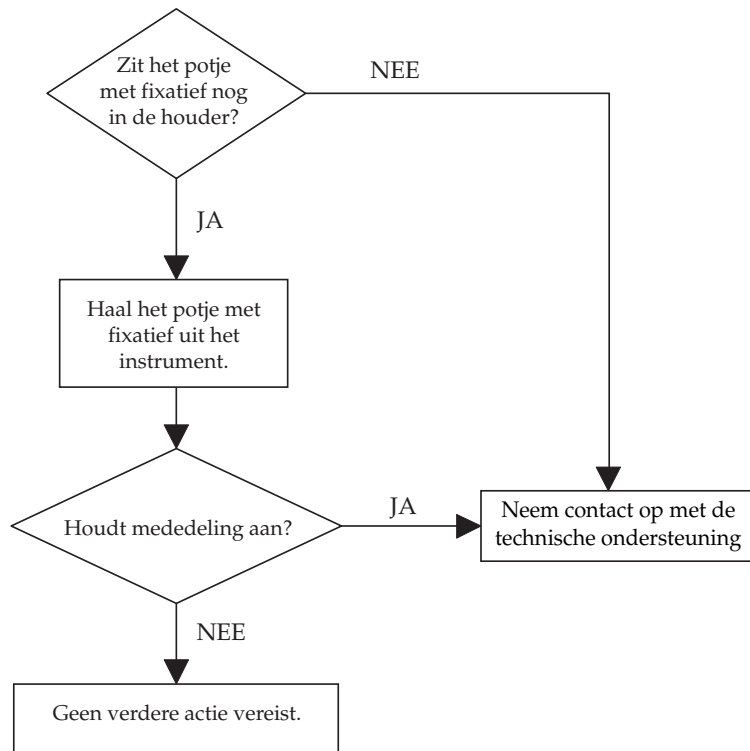 Zit het potje
met fixatief nog
in de houder?
NEE
JA
Haal het potje met
fixatief uit het
instrument.
Houdt mededeling aan?
JA
Neem contact op met de
technische ondersteuning
NEE
Geen verdere actie vereist.